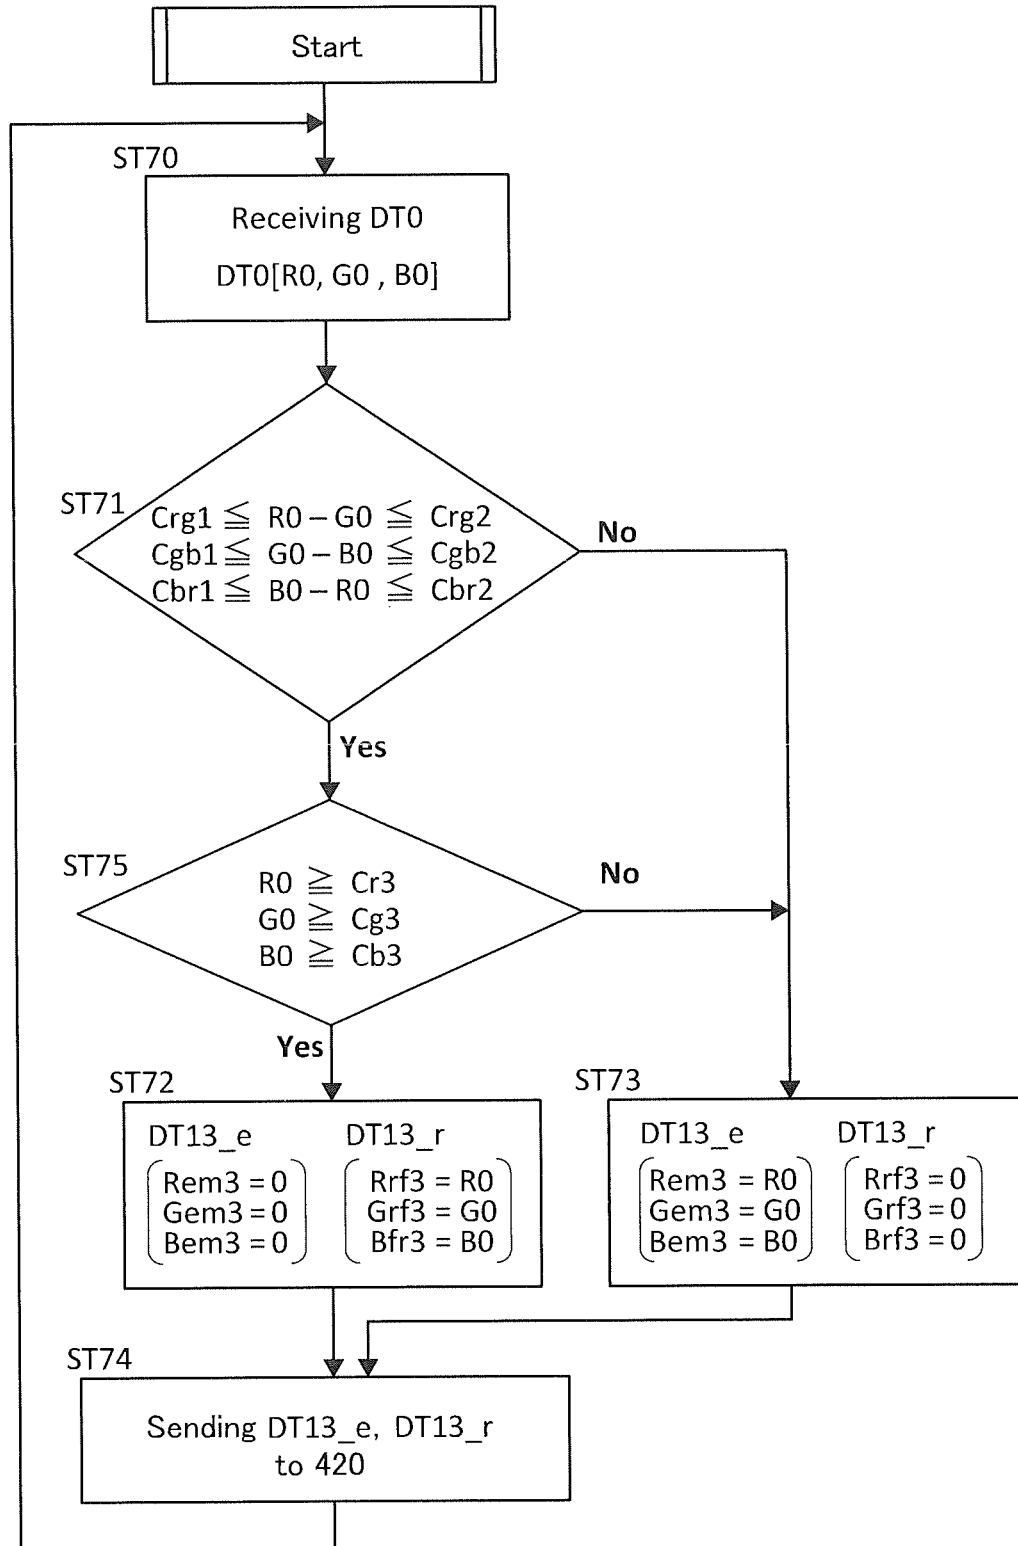 Start
ST70
Receiving DT0
DT0[R0, G0 , B0]
ST71
Crg1 ≦ R0 – G0 ≦ Crg2
Cgb1 ≦ G0 – B0 ≦ Cgb2
Cbr1 ≦ B0 – R0 ≦ Cbr2
No
Yes
ST75
R0 ≧ Cr3
G0 ≧ Cg3
B0 ≧ Cb3
No
Yes
ST72
DT13_e DT13_r
Rem3 = 0 Rrf3 = R0
Gem3 = 0 Grf3 = G0
Bem3 = 0 Bfr3 = B0
ST73
DT13_e DT13_r
Rem3 = R0 Rrf3 = 0
Gem3 = G0 Grf3 = 0
Bem3 = B0 Brf3 = 0
ST74
Sending DT13_e, DT13_r
to 420